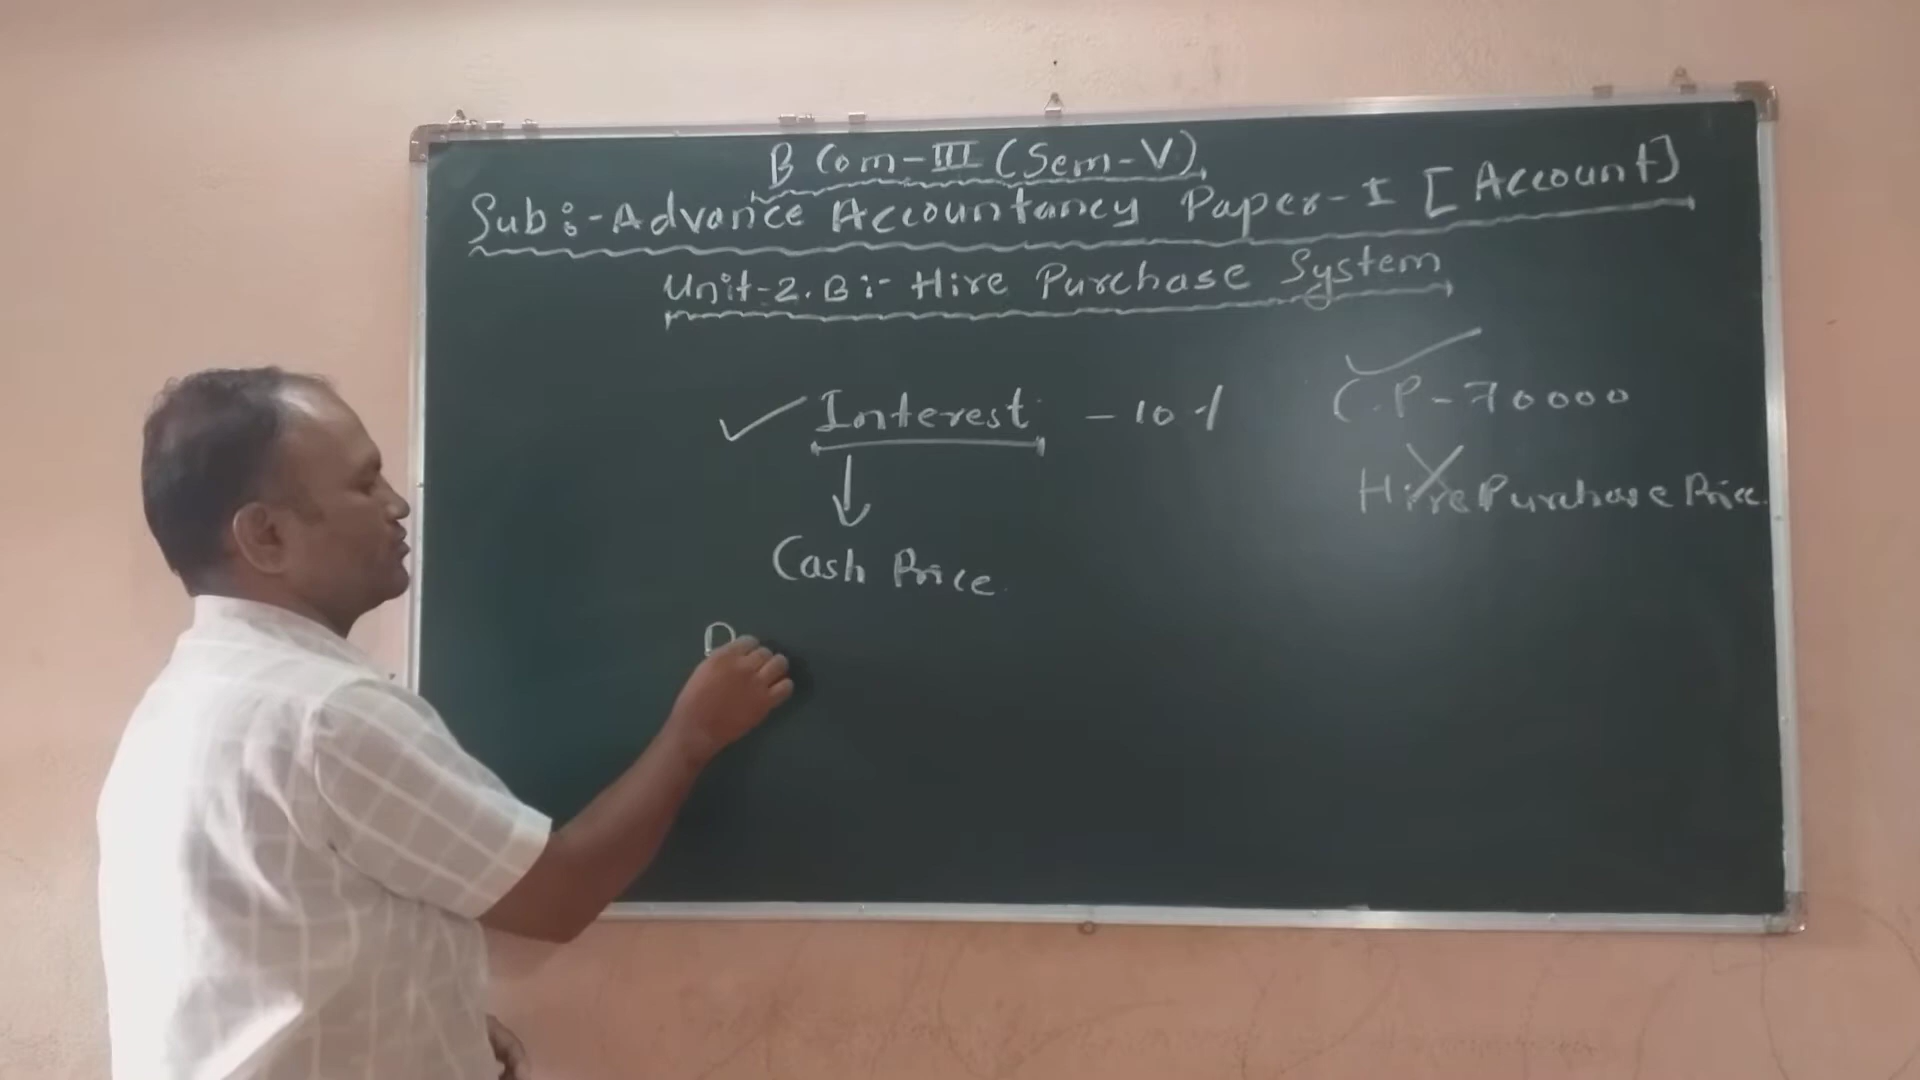 B Com-III (Sem-V)
Sub:-Advance Accountancy Paper-I [Account]
Unit-2.B:- Hire Purchase System
Interest - 10%
C.P-70000
Hire Purchase Price
Cash Price
D